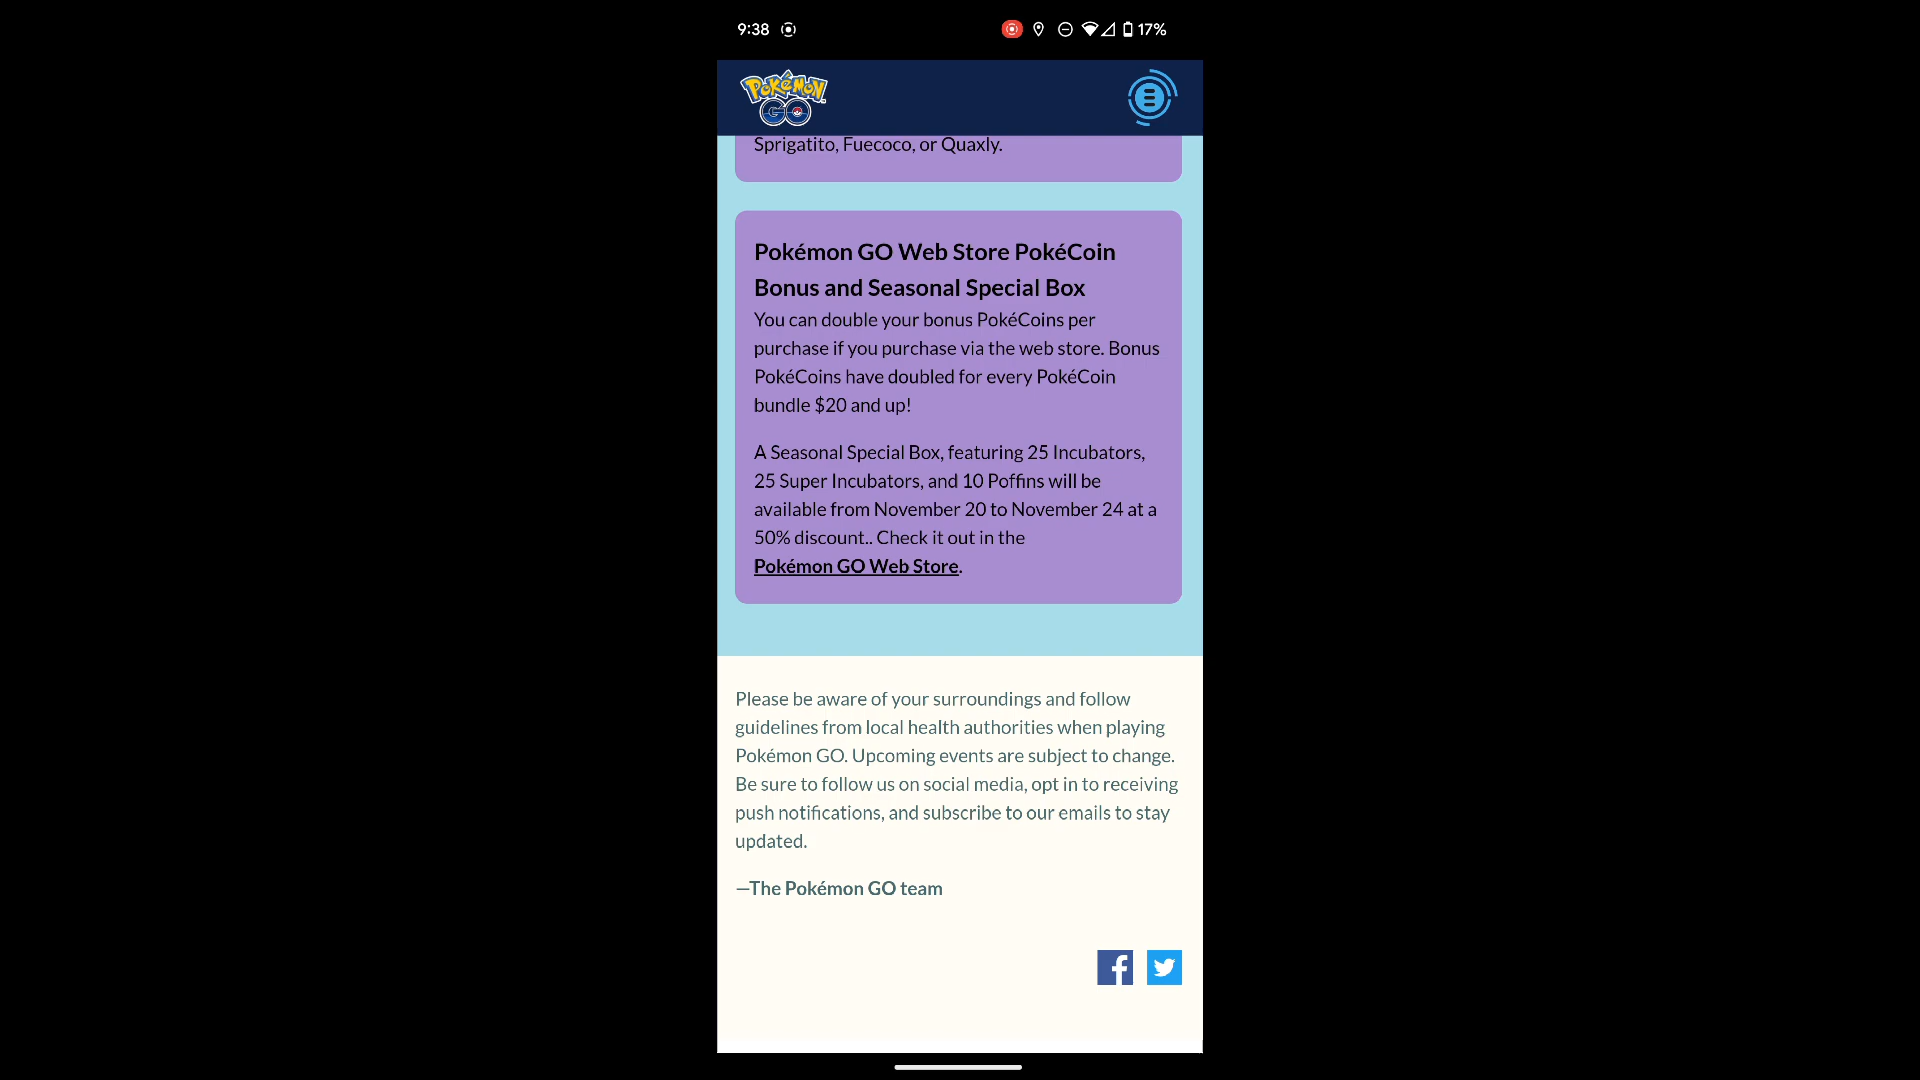 9:38
17%
POKÉMON
GO
Sprigatito, Fuecoco, or Quaxly.
Pokémon GO Web Store PokéCoin
Bonus and Seasonal Special Box
You can double your bonus PokéCoins per
purchase if you purchase via the web store. Bonus
PokéCoins have doubled for every PokéCoin
bundle $20 and up!
A Seasonal Special Box, featuring 25 Incubators,
25 Super Incubators, and 10 Poffins will be
available from November 20 to November 24 at a
50% discount.. Check it out in the
Pokémon GO Web Store.
Please be aware of your surroundings and follow
guidelines from local health authorities when playing
Pokémon GO. Upcoming events are subject to change.
Be sure to follow us on social media, opt in to receiving
push notifications, and subscribe to our emails to stay
updated.
—The Pokémon GO team